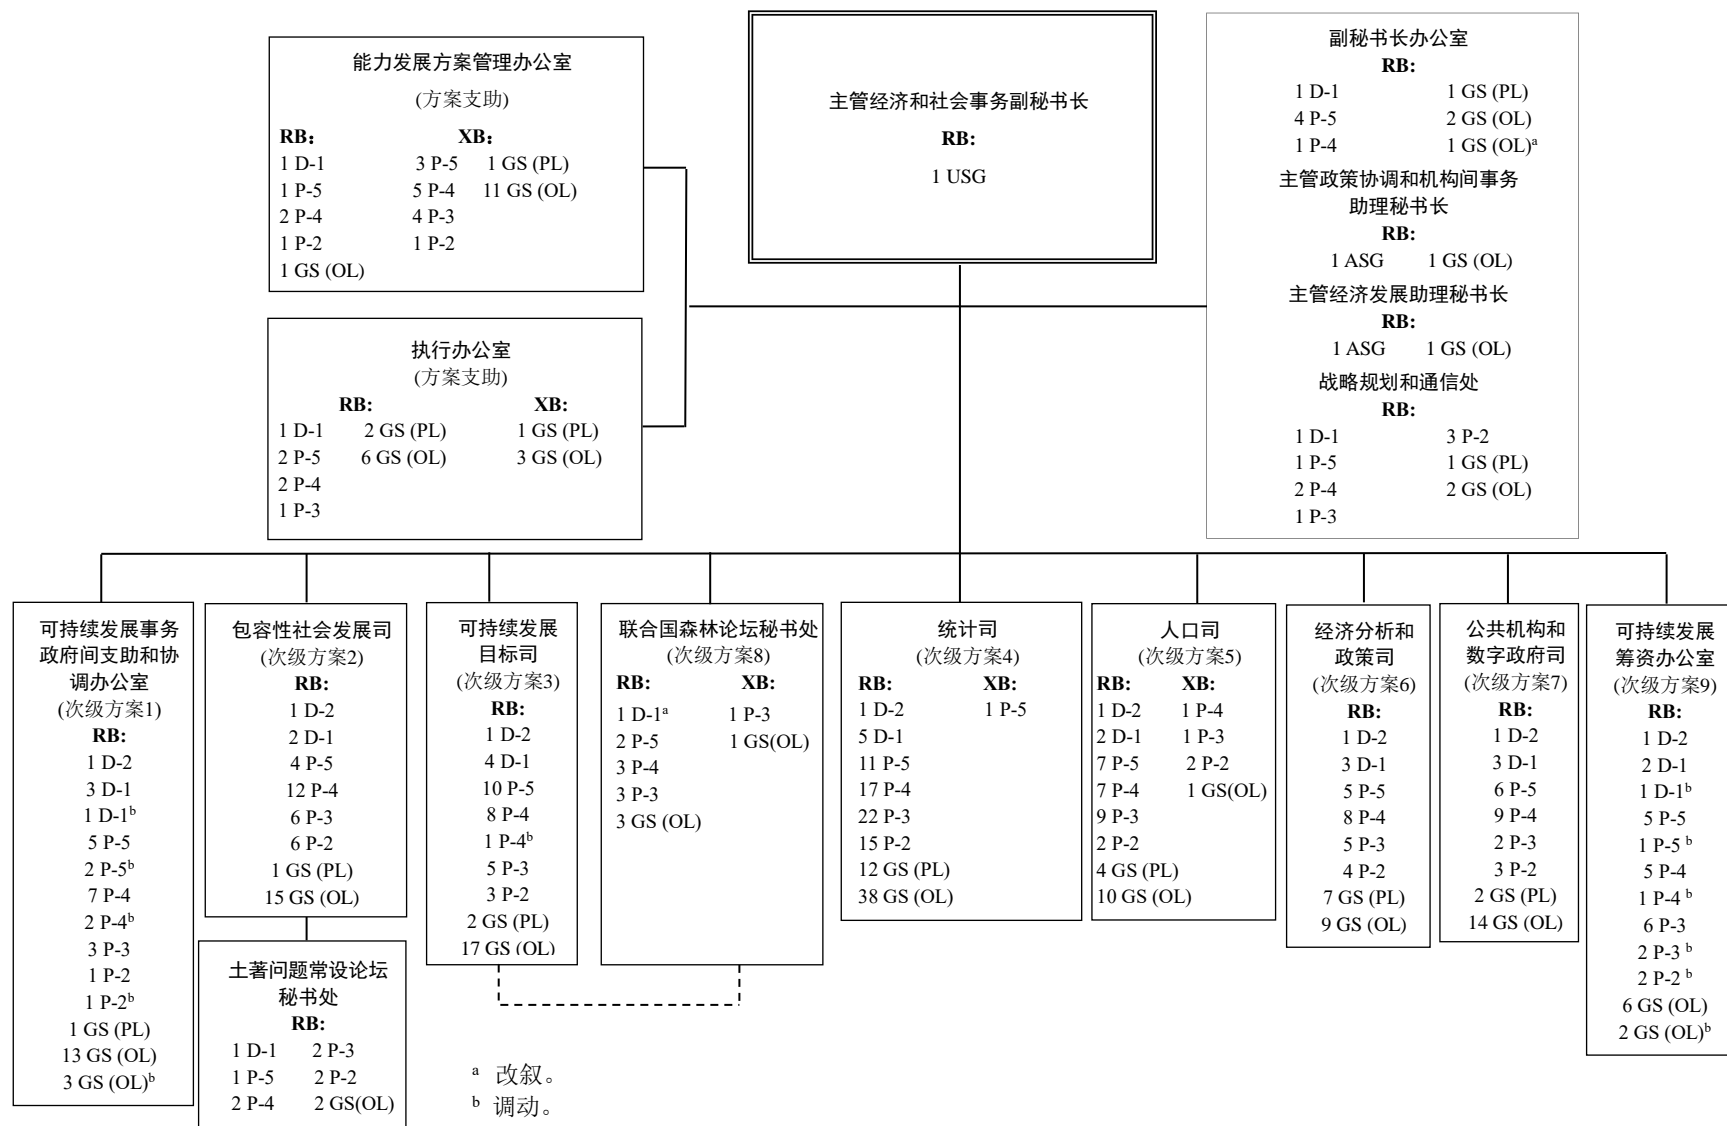 能力发展方案管理办公室
(方案支助)
RB: XB:
1 D-1 3 P-5 1 GS (PL)
1 P-5 5 P-4 11 GS (OL)
2 P-4 4 P-3
1 P-2 1 P-2
1 GS (OL)
执行办公室
(方案支助)
RB: XB:
1 D-1 2 GS (PL) 1 GS (PL)
2 P-5 6 GS (OL) 3 GS (OL)
2 P-4
1 P-3
主管经济和社会事务副秘书长
RB:
1 USG
副秘书长办公室
RB:
1 D-1 1 GS (PL)
4 P-5 2 GS (OL)
1 P-4 1 GS (OL)ᵃ
主管政策协调和机构间事务
助理秘书长
RB:
1 ASG 1 GS (OL)
主管经济发展助理秘书长
RB:
1 ASG 1 GS (OL)
战略规划和通信处
RB:
1 D-1 3 P-2
1 P-5 1 GS (PL)
2 P-4 2 GS (OL)
1 P-3
可持续发展事务
政府间支助和协
调办公室
(次级方案1)
RB:
1 D-2
3 D-1
1 D-1ᵇ
5 P-5
2 P-5ᵇ
7 P-4
2 P-4ᵇ
3 P-3
1 P-2
1 P-2ᵇ
1 GS (PL)
13 GS (OL)
3 GS (OL)ᵇ
包容性社会发展司
(次级方案2)
RB:
1 D-2
2 D-1
4 P-5
12 P-4
6 P-3
6 P-2
1 GS (PL)
15 GS (OL)
土著问题常设论坛
秘书处
RB:
1 D-1 2 P-3
1 P-5 2 P-2
2 P-4 2 GS(OL)
可持续发展
目标司
(次级方案3)
RB:
1 D-2
4 D-1
10 P-5
8 P-4
1 P-4ᵇ
5 P-3
3 P-2
2 GS (PL)
17 GS (OL)
联合国森林论坛秘书处
(次级方案8)
RB: XB:
1 D-1ᵃ 1 P-3
2 P-5 1 GS(OL)
3 P-4
3 P-3
3 GS (OL)
统计司
(次级方案4)
RB: XB:
1 D-2 1 P-5
5 D-1
11 P-5
17 P-4
22 P-3
15 P-2
12 GS (PL)
38 GS (OL)
人口司
(次级方案5)
RB: XB:
1 D-2 1 P-4
2 D-1 1 P-3
7 P-5 2 P-2
7 P-4 1 GS(OL)
9 P-3
2 P-2
4 GS (PL)
10 GS (OL)
经济分析和
政策司
(次级方案6)
RB:
1 D-2
3 D-1
5 P-5
8 P-4
5 P-3
4 P-2
7 GS (PL)
9 GS (OL)
公共机构和
数字政府司
(次级方案7)
RB:
1 D-2
3 D-1
6 P-5
9 P-4
2 P-3
3 P-2
2 GS (PL)
14 GS (OL)
可持续发展
筹资办公室
(次级方案9)
RB:
1 D-2
2 D-1
1 D-1ᵇ
5 P-5
1 P-5 ᵇ
5 P-4
1 P-4 ᵇ
6 P-3
2 P-3 ᵇ
2 P-2 ᵇ
6 GS (OL)
2 GS (OL)ᵇ
ᵃ 改叙。
ᵇ 调动。